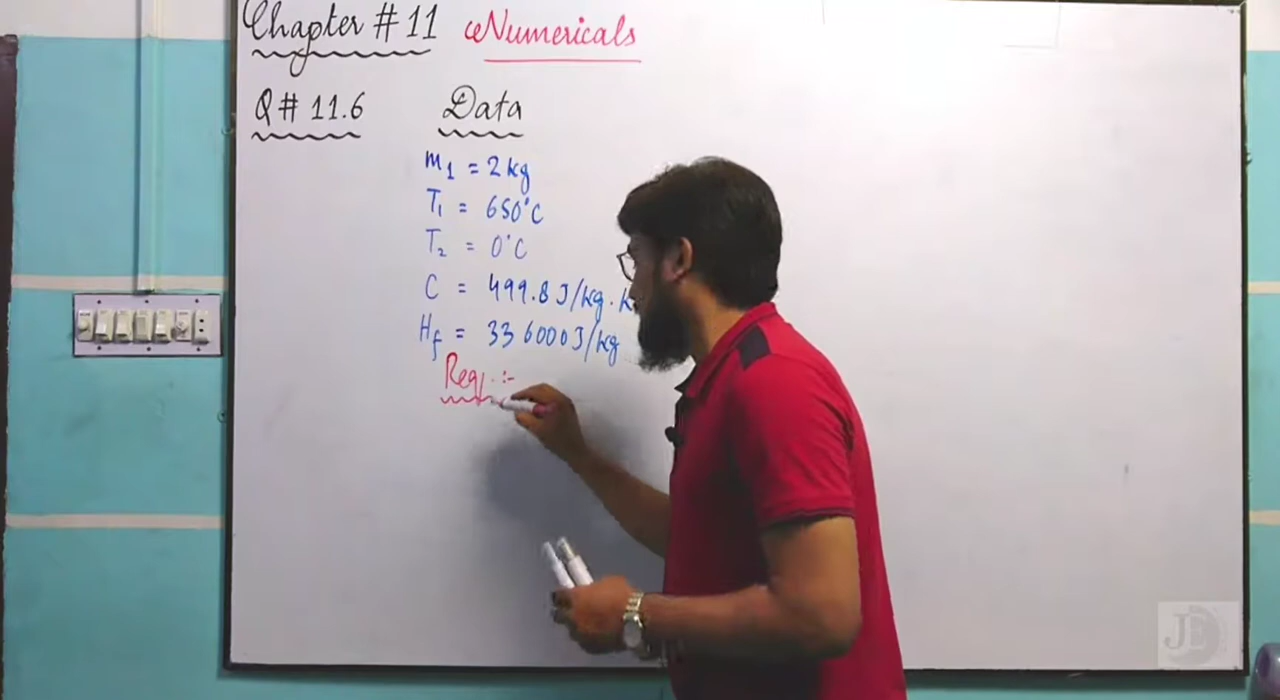 Chapter # 11 Numericals
Q# 11.6 Data
m₁ = 2 kg
T₁ = 650°C
T₂ = 0°C
C = 499.8 J/kg.k
Hf = 336000 J/kg
Req. :-
JE